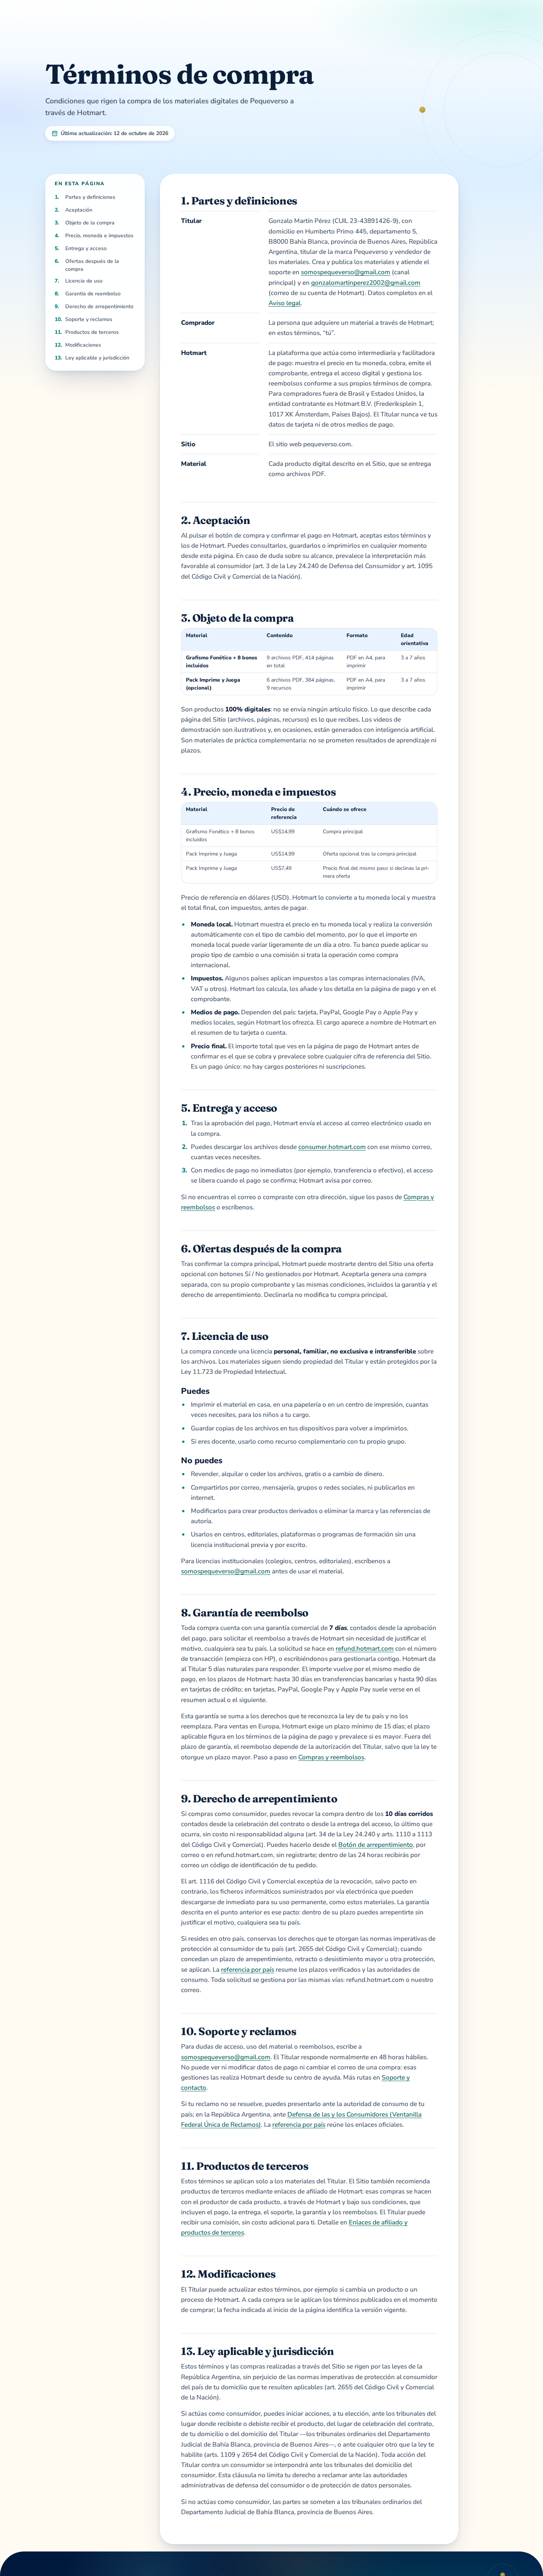 Términos de compra
Condiciones que rigen la compra de los materiales digitales de Pequeverso a
través de Hotmart.
Última actualización: 12 de octubre de 2026
EN ESTA PÁGINA
1. Partes y definiciones
2. Aceptación
3. Objeto de la compra
4. Precio, moneda e impuestos
5. Entrega y acceso
6. Ofertas después de la
compra
7. Licencia de uso
8. Garantía de reembolso
9. Derecho de arrepentimiento
10. Soporte y reclamos
11. Productos de terceros
12. Modificaciones
13. Ley aplicable y jurisdicción
1. Partes y definiciones
Titular
Gonzalo Martín Pérez (CUIL 23-43891426-9), con
domicilio en Humberto Primo 445, departamento 5,
B8000 Bahía Blanca, provincia de Buenos Aires, República
Argentina, titular de la marca Pequeverso y vendedor de
los materiales. Crea y publica los materiales y atiende el
soporte en somospequeverso@gmail.com (canal
principal) y en gonzalomartinperez2002@gmail.com
(correo de su cuenta de Hotmart). Datos completos en el
Aviso legal.
Comprador
La persona que adquiere un material a través de Hotmart;
en estos términos, "tú".
Hotmart
La plataforma que actúa como intermediaria y facilitadora
de pago: muestra el precio en tu moneda, cobra, emite el
comprobante, entrega el acceso digital y gestiona los
reembolsos conforme a sus propios términos de compra.
Para compradores fuera de Brasil y Estados Unidos, la
entidad contratante es Hotmart B.V. (Frederiksplein 1,
1017 XK Ámsterdam, Países Bajos). El Titular nunca ve tus
datos de tarjeta ni de otros medios de pago.
Sitio
El sitio web pequeverso.com.
Material
Cada producto digital descrito en el Sitio, que se entrega
como archivos PDF.
2. Aceptación
Al pulsar el botón de compra y confirmar el pago en Hotmart, aceptas estos términos y
los de Hotmart. Puedes consultarlos, guardarlos o imprimirlos en cualquier momento
desde esta página. En caso de duda sobre su alcance, prevalece la interpretación más
favorable al consumidor (art. 3 de la Ley 24.240 de Defensa del Consumidor y art. 1095
del Código Civil y Comercial de la Nación).
3. Objeto de la compra
Material Contenido Formato Edad
orientativa
Grafismo Fonético + 8 bonos
incluidos
9 archivos PDF, 414 páginas
en total
PDF en A4, para
imprimir
3 a 7 años
Pack Imprime y Juega
(opcional)
6 archivos PDF, 384 páginas,
9 recursos
PDF en A4, para
imprimir
3 a 7 años
Son productos 100% digitales: no se envía ningún artículo físico. Lo que describe cada
página del Sitio (archivos, páginas, recursos) es lo que recibes. Los videos de
demostración son ilustrativos y, en ocasiones, están generados con inteligencia artificial.
Son materiales de práctica complementaria: no se prometen resultados de aprendizaje ni
plazos.
4. Precio, moneda e impuestos
Material Precio de
referencia
Cuándo se ofrece
Grafismo Fonético + 8 bonos
incluidos
US$14,99 Compra principal
Pack Imprime y Juega US$14,99 Oferta opcional tras la compra principal
Pack Imprime y Juega US$7,49 Precio final del mismo paso si declinas la pri-
mera oferta
Precio de referencia en dólares (USD). Hotmart lo convierte a tu moneda local y muestra
el total final, con impuestos, antes de pagar.
• Moneda local. Hotmart muestra el precio en tu moneda local y realiza la conversión
automáticamente con el tipo de cambio del momento, por lo que el importe en
moneda local puede variar ligeramente de un día a otro. Tu banco puede aplicar su
propio tipo de cambio o una comisión si trata la operación como compra
internacional.
• Impuestos. Algunos países aplican impuestos a las compras internacionales (IVA,
VAT u otros). Hotmart los calcula, los añade y los detalla en la página de pago y en el
comprobante.
• Medios de pago. Dependen del país: tarjeta, PayPal, Google Pay o Apple Pay y
medios locales, según Hotmart los ofrezca. El cargo aparece a nombre de Hotmart en
el resumen de tu tarjeta o cuenta.
• Precio final. El importe total que ves en la página de pago de Hotmart antes de
confirmar es el que se cobra y prevalece sobre cualquier cifra de referencia del Sitio.
Es un pago único: no hay cargos posteriores ni suscripciones.
5. Entrega y acceso
1. Tras la aprobación del pago, Hotmart envía el acceso al correo electrónico usado en
la compra.
2. Puedes descargar los archivos desde consumer.hotmart.com con ese mismo correo,
cuantas veces necesites.
3. Con medios de pago no inmediatos (por ejemplo, transferencia o efectivo), el acceso
se libera cuando el pago se confirma; Hotmart avisa por correo.
Si no encuentras el correo o compraste con otra dirección, sigue los pasos de Compras y
reembolsos o escríbenos.
6. Ofertas después de la compra
Tras confirmar la compra principal, Hotmart puede mostrarte dentro del Sitio una oferta
opcional con botones Sí / No gestionados por Hotmart. Aceptarla genera una compra
separada, con su propio comprobante y las mismas condiciones, incluidos la garantía y el
derecho de arrepentimiento. Declinarla no modifica tu compra principal.
7. Licencia de uso
La compra concede una licencia personal, familiar, no exclusiva e intransferible sobre
los archivos. Los materiales siguen siendo propiedad del Titular y están protegidos por la
Ley 11.723 de Propiedad Intelectual.
Puedes
• Imprimir el material en casa, en una papelería o en un centro de impresión, cuantas
veces necesites, para los niños a tu cargo.
• Guardar copias de los archivos en tus dispositivos para volver a imprimirlos.
• Si eres docente, usarlo como recurso complementario con tu propio grupo.
No puedes
• Revender, alquilar o ceder los archivos, gratis o a cambio de dinero.
• Compartirlos por correo, mensajería, grupos o redes sociales, ni publicarlos en
internet.
• Modificarlos para crear productos derivados o eliminar la marca y las referencias de
autoría.
• Usarlos en centros, editoriales, plataformas o programas de formación sin una
licencia institucional previa y por escrito.
Para licencias institucionales (colegios, centros, editoriales), escríbenos a
somospequeverso@gmail.com antes de usar el material.
8. Garantía de reembolso
Toda compra cuenta con una garantía comercial de 7 días, contados desde la aprobación
del pago, para solicitar el reembolso a través de Hotmart sin necesidad de justificar el
motivo, cualquiera sea tu país. La solicitud se hace en refund.hotmart.com con el número
de transacción (empieza con HP), o escribiéndonos para gestionarla contigo. Hotmart da
al Titular 5 días naturales para responder. El importe vuelve por el mismo medio de
pago, en los plazos de Hotmart: hasta 30 días en transferencias bancarias y hasta 90 días
en tarjetas de crédito; en tarjetas, PayPal, Google Pay y Apple Pay suele verse en el
resumen actual o el siguiente.
Esta garantía se suma a los derechos que te reconozca la ley de tu país y no los
reemplaza. Para ventas en Europa, Hotmart exige un plazo mínimo de 15 días; el plazo
aplicable figura en los términos de la página de pago y prevalece si es mayor. Fuera del
plazo de garantía, el reembolso depende de la autorización del Titular, salvo que la ley te
otorgue un plazo mayor. Paso a paso en Compras y reembolsos.
9. Derecho de arrepentimiento
Si compras como consumidor, puedes revocar la compra dentro de los 10 días corridos
contados desde la celebración del contrato o desde la entrega del acceso, lo último que
ocurra, sin costo ni responsabilidad alguna (art. 34 de la Ley 24.240 y arts. 1110 a 1113
del Código Civil y Comercial). Puedes hacerlo desde el Botón de arrepentimiento, por
correo o en refund.hotmart.com, sin registrarte; dentro de las 24 horas recibirás por
correo un código de identificación de tu pedido.
El art. 1116 del Código Civil y Comercial exceptúa de la revocación, salvo pacto en
contrario, los ficheros informáticos suministrados por vía electrónica que pueden
descargarse de inmediato para su uso permanente, como estos materiales. La garantía
descrita en el punto anterior es ese pacto: dentro de su plazo puedes arrepentirte sin
justificar el motivo, cualquiera sea tu país.
Si resides en otro país, conservas los derechos que te otorgan las normas imperativas de
protección al consumidor de tu país (art. 2655 del Código Civil y Comercial); cuando
concedan un plazo de arrepentimiento, retracto o desistimiento mayor u otra protección,
se aplican. La referencia por país resume los plazos verificados y las autoridades de
consumo. Toda solicitud se gestiona por las mismas vías: refund.hotmart.com o nuestro
correo.
10. Soporte y reclamos
Para dudas de acceso, uso del material o reembolsos, escribe a
somospequeverso@gmail.com. El Titular responde normalmente en 48 horas hábiles.
No puede ver ni modificar datos de pago ni cambiar el correo de una compra: esas
gestiones las realiza Hotmart desde su centro de ayuda. Más rutas en Soporte y
contacto.
Si tu reclamo no se resuelve, puedes presentarlo ante la autoridad de consumo de tu
país; en la República Argentina, ante Defensa de las y los Consumidores (Ventanilla
Federal Única de Reclamos). La referencia por país reúne los enlaces oficiales.
11. Productos de terceros
Estos términos se aplican solo a los materiales del Titular. El Sitio también recomienda
productos de terceros mediante enlaces de afiliado de Hotmart: esas compras se hacen
con el productor de cada producto, a través de Hotmart y bajo sus condiciones, que
incluyen el pago, la entrega, el soporte, la garantía y los reembolsos. El Titular puede
recibir una comisión, sin costo adicional para ti. Detalle en Enlaces de afiliado y
productos de terceros.
12. Modificaciones
El Titular puede actualizar estos términos, por ejemplo si cambia un producto o un
proceso de Hotmart. A cada compra se le aplican los términos publicados en el momento
de comprar; la fecha indicada al inicio de la página identifica la versión vigente.
13. Ley aplicable y jurisdicción
Estos términos y las compras realizadas a través del Sitio se rigen por las leyes de la
República Argentina, sin perjuicio de las normas imperativas de protección al consumidor
del país de tu domicilio que te resulten aplicables (art. 2655 del Código Civil y Comercial
de la Nación).
Si actúas como consumidor, puedes iniciar acciones, a tu elección, ante los tribunales del
lugar donde recibiste o debiste recibir el producto, del lugar de celebración del contrato,
de tu domicilio o del domicilio del Titular —los tribunales ordinarios del Departamento
Judicial de Bahía Blanca, provincia de Buenos Aires—, o ante cualquier otro que la ley te
habilite (arts. 1109 y 2654 del Código Civil y Comercial de la Nación). Toda acción del
Titular contra un consumidor se interpondrá ante los tribunales del domicilio del
consumidor. Esta cláusula no limita tu derecho a reclamar ante las autoridades
administrativas de defensa del consumidor o de protección de datos personales.
Si no actúas como consumidor, las partes se someten a los tribunales ordinarios del
Departamento Judicial de Bahía Blanca, provincia de Buenos Aires.